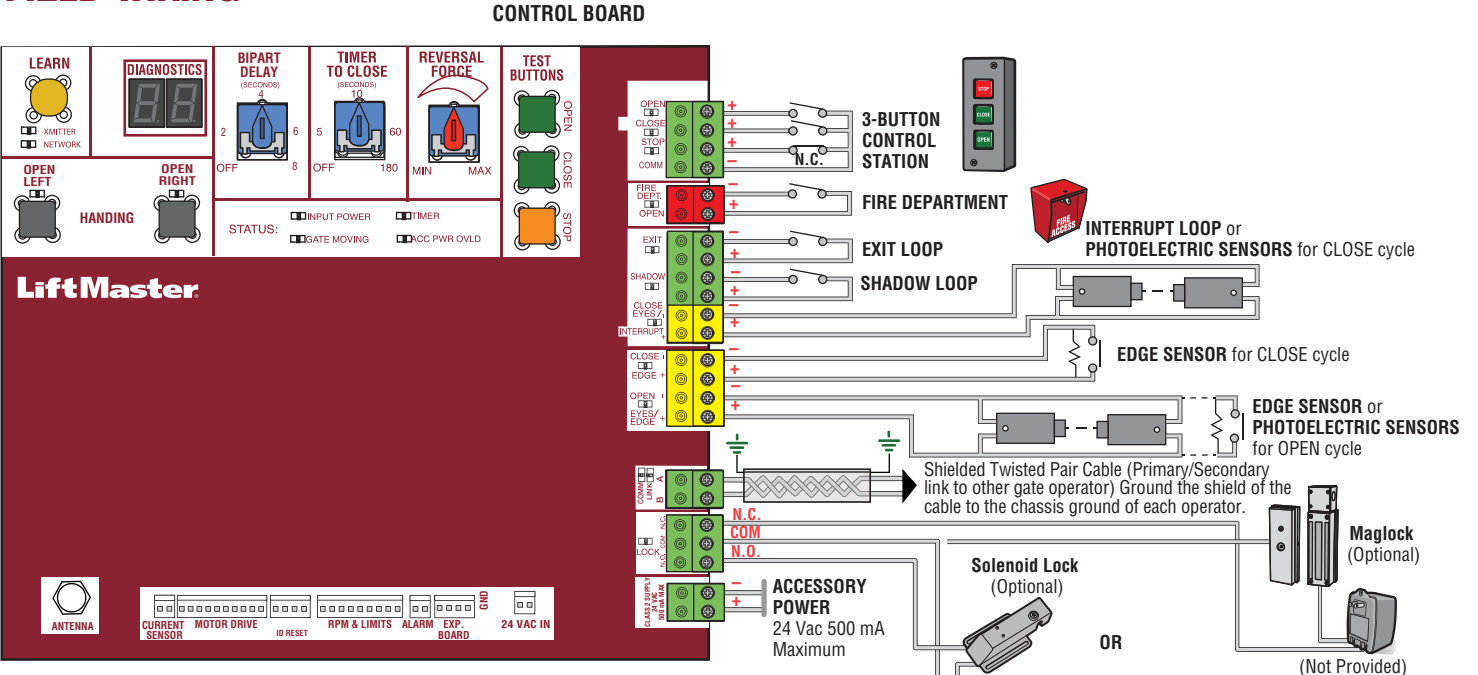 CONTROL BOARD
LEARN
XMITTER
NETWORK
DIAGNOSTICS
BIPART
DELAY
(SECONDS)
4
2
6
OFF
8
TIMER
TO CLOSE
(SECONDS)
10
5
60
OFF
180
REVERSAL
FORCE
MIN
MAX
TEST
BUTTONS
OPEN
CLOSE
STOP
OPEN
LEFT
HANDING
OPEN
RIGHT
STATUS:
INPUT POWER
TIMER
GATE MOVING
ACC PWR OVLD
LiftMaster
OPEN
CLOSE
STOP
COMM
+
+
+
–
N.C.
3-BUTTON
CONTROL
STATION
STOP
CLOSE
OPEN
FIRE
DEPT.
OPEN
–
+
FIRE DEPARTMENT
FIRE
ACCESS
EXIT
–
+
EXIT LOOP
SHADOW
–
+
SHADOW LOOP
INTERRUPT LOOP or
PHOTOELECTRIC SENSORS for CLOSE cycle
CLOSE
EYES/ –
INTERRUPT +
–
+
CLOSE –
EDGE +
–
+
EDGE SENSOR for CLOSE cycle
OPEN –
EYES/
EDGE +
–
+
EDGE SENSOR or
PHOTOELECTRIC SENSORS
for OPEN cycle
COMM
LINK
A
B
Shielded Twisted Pair Cable (Primary/Secondary
link to other gate operator) Ground the shield of the
cable to the chassis ground of each operator.
LOCK
N.C.
COM
N.O.
N.C.
COM
N.O.
Maglock
(Optional)
Solenoid Lock
(Optional)
OR
(Not Provided)
CLASS 2 SUPPLY
24 VAC
500 mA MAX
–
+
ACCESSORY
POWER
24 Vac 500 mA
Maximum
ANTENNA
CURRENT
SENSOR
MOTOR DRIVE
ID RESET
RPM & LIMITS
ALARM
EXP.
BOARD
GND
24 VAC IN